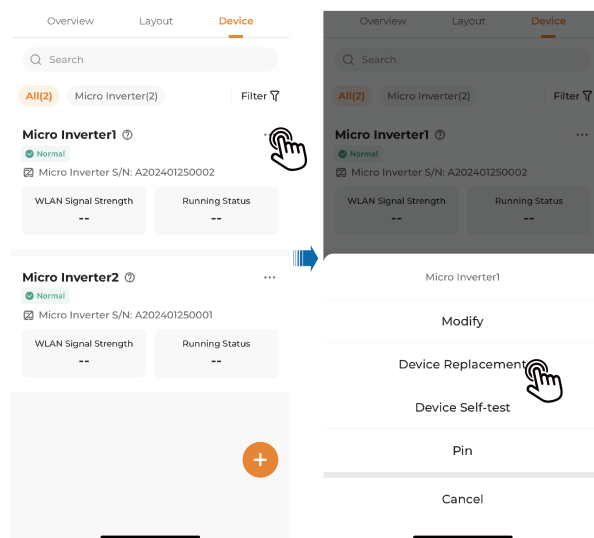 Overview Layout Device
Search
All(2) Micro Inverter(2) Filter
Micro Inverter1
Normal
Micro Inverter S/N: A202401250002
WLAN Signal Strength Running Status
-- --
Micro Inverter2
Normal
Micro Inverter S/N: A202401250001
WLAN Signal Strength Running Status
-- --
Overview Layout Device
Search
All(2) Micro Inverter(2) Filter
Micro Inverter1
Normal
Micro Inverter S/N: A202401250002
WLAN Signal Strength Running Status
-- --
Micro Inverter1
Modify
Device Replacement
Device Self-test
Pin
Cancel